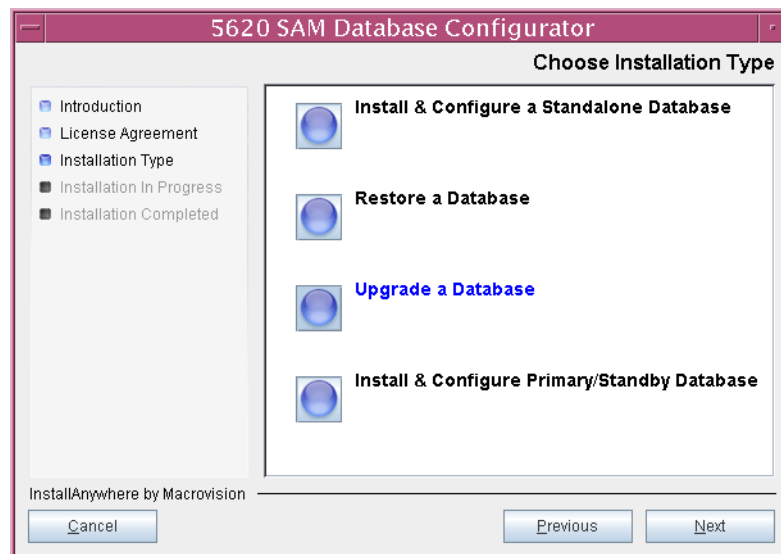 5620 SAM Database Configurator
Choose Installation Type
Introduction
License Agreement
Installation Type
Installation In Progress
Installation Completed
Install & Configure a Standalone Database
Restore a Database
Upgrade a Database
Install & Configure Primary/Standby Database
InstallAnywhere by Macrovision
Cancel
Previous
Next